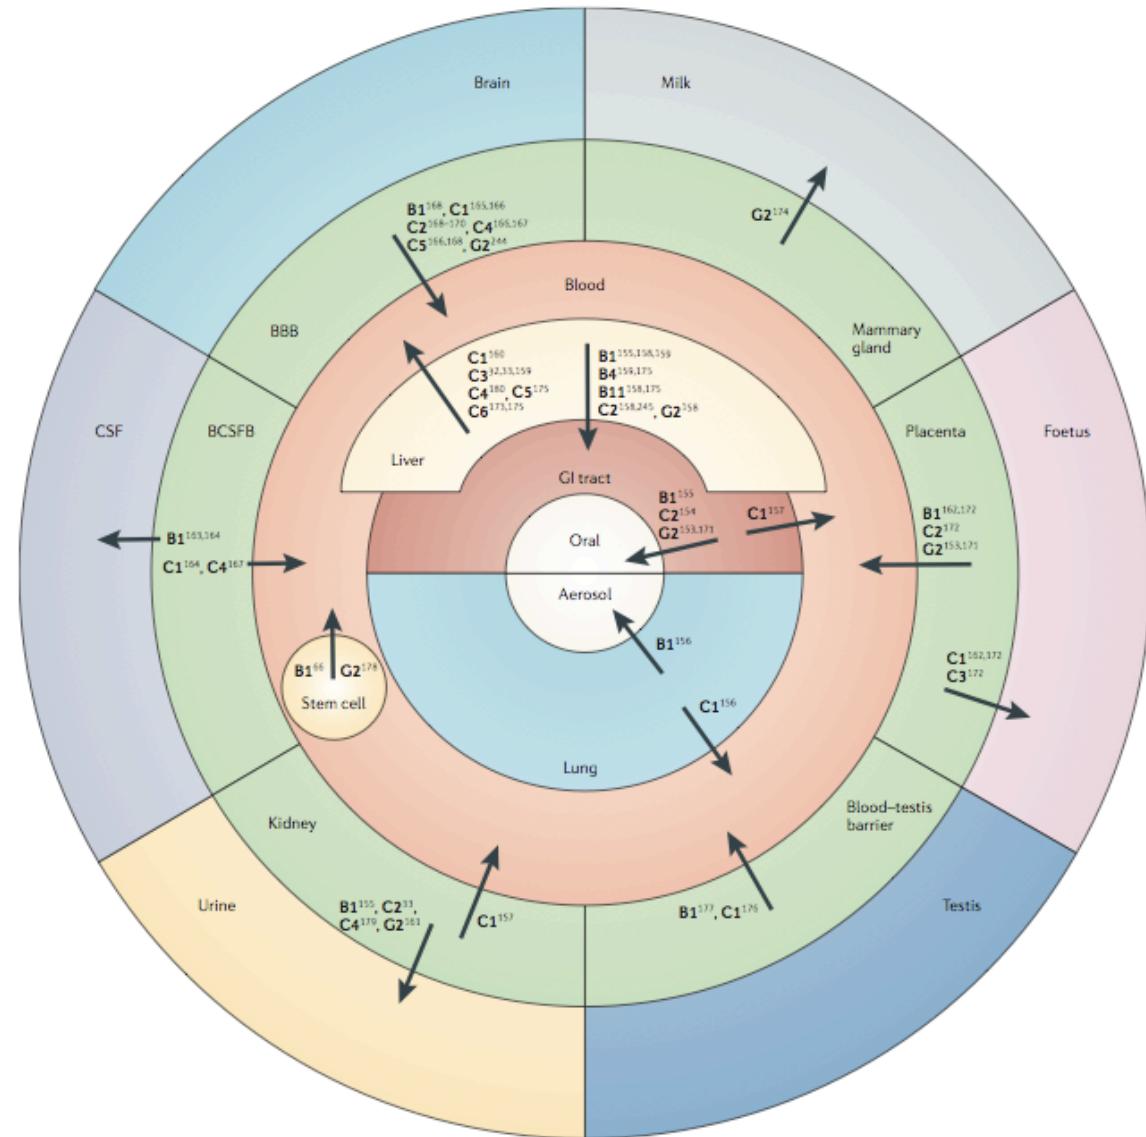 Brain
Milk
B1168, C1165,166
C2168–170, C4166,167
C5166,168, G2244
G2174
Blood
BBB
Mammary
gland
C1160
C332,33,159
C4180, C5175
C6173,175
B1155,158,159
B4159,175
B11158,175
C2158,245, G2158
CSF
BCSFB
Liver
Placenta
Foetus
GI tract
B1155
C2154
G2153,171
C1157
B1162,172
C2172
G2153,171
Oral
B1163,164
C1164, C4167
Aerosol
B1156
C1162,172
C3172
B166 G2178
Stem cell
C1156
Lung
Kidney
Blood–testis
barrier
Urine
B1155, C233,
C4179, G2161
C1157
B1177, C1176
Testis